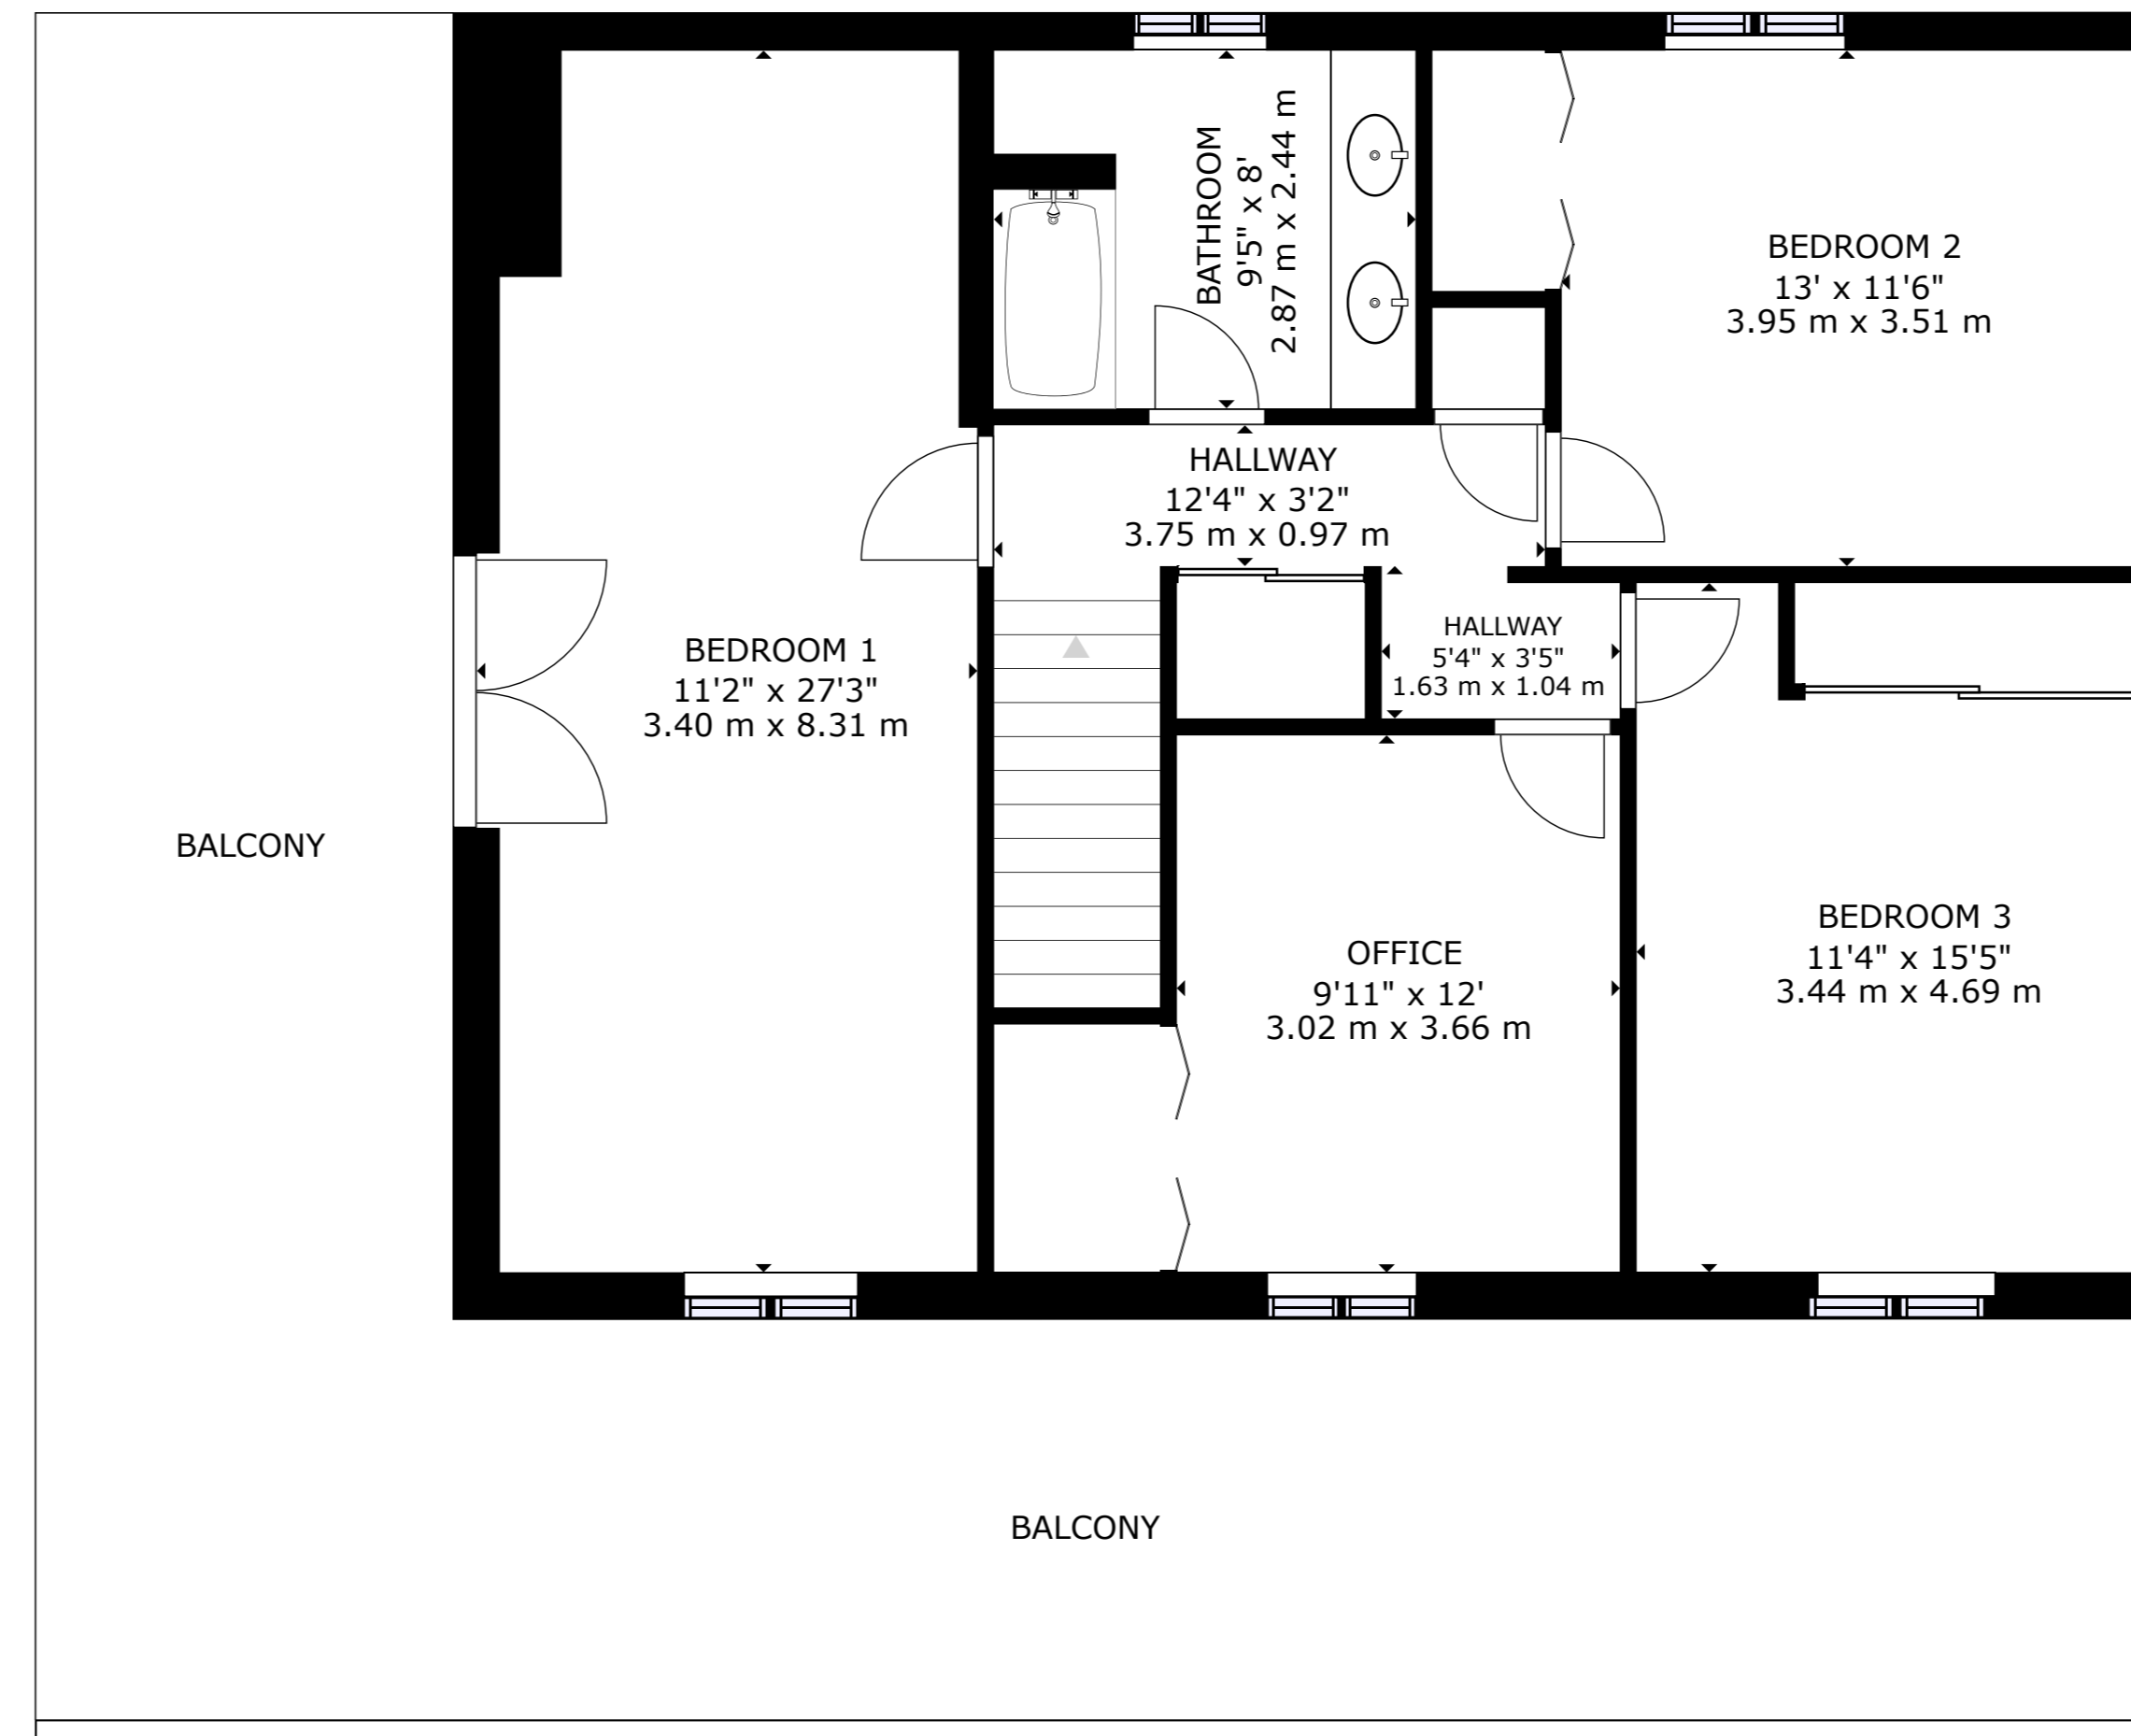 BATHROOM
9'5" x 8'
2.87 m x 2.44 m
BEDROOM 2
13' x 11'6"
3.95 m x 3.51 m
HALLWAY
12'4" x 3'2"
3.75 m x 0.97 m
HALLWAY
5'4" x 3'5"
1.63 m x 1.04 m
BEDROOM 1
11'2" x 27'3"
3.40 m x 8.31 m
BALCONY
OFFICE
9'11" x 12'
3.02 m x 3.66 m
BEDROOM 3
11'4" x 15'5"
3.44 m x 4.69 m
BALCONY